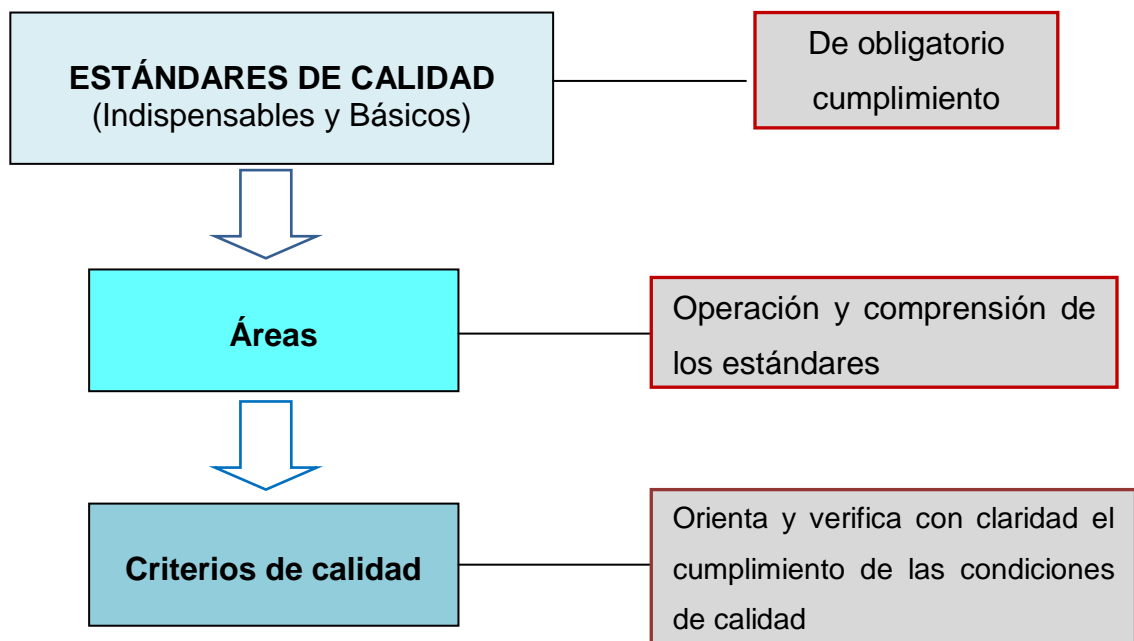 ESTÁNDARES DE CALIDAD
(Indispensables y Básicos)
De obligatorio
cumplimiento
Áreas
Operación y comprensión de
los estándares
Criterios de calidad
Orienta y verifica con claridad el
cumplimiento de las condiciones
de calidad